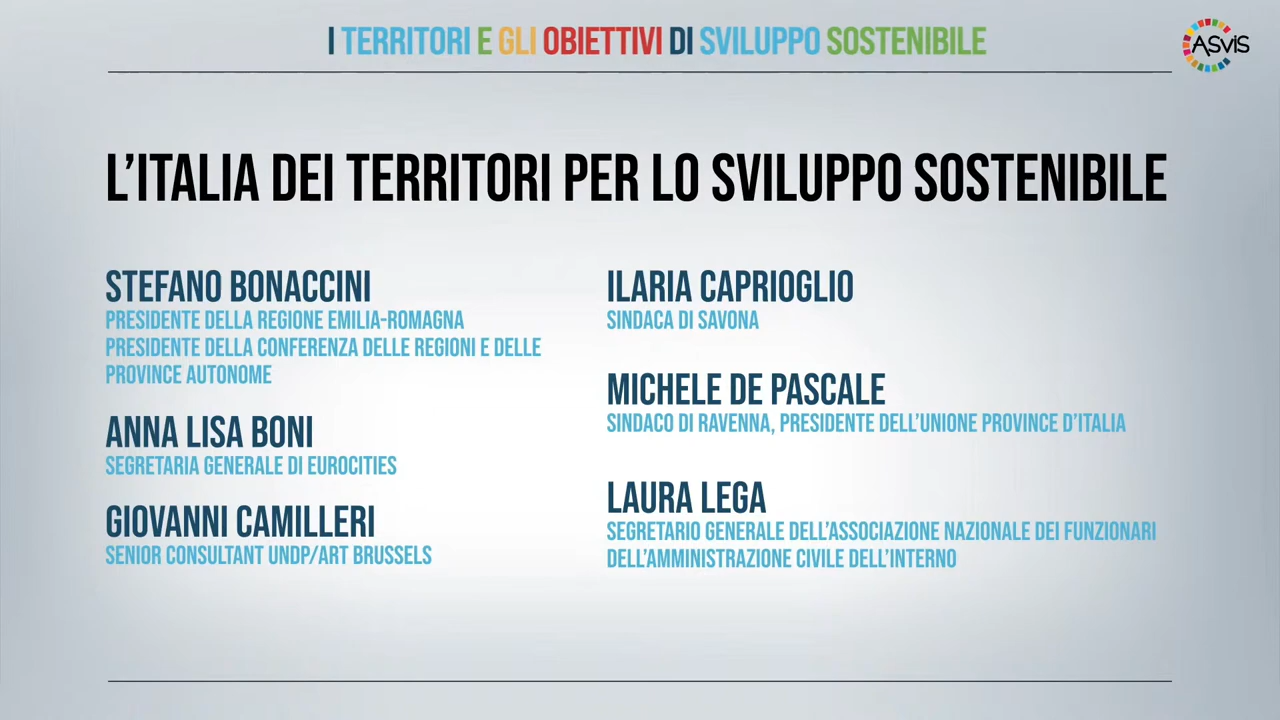 I TERRITORI E GLI OBIETTIVI DI SVILUPPO SOSTENIBILE
ASviS
L'ITALIA DEI TERRITORI PER LO SVILUPPO SOSTENIBILE
STEFANO BONACCINI
PRESIDENTE DELLA REGIONE EMILIA-ROMAGNA
PRESIDENTE DELLA CONFERENZA DELLE REGIONI E DELLE
PROVINCE AUTONOME
ANNA LISA BONI
SEGRETARIA GENERALE DI EUROCITIES
GIOVANNI CAMILLERI
SENIOR CONSULTANT UNDP/ART BRUSSELS
ILARIA CAPRIOGLIO
SINDACA DI SAVONA
MICHELE DE PASCALE
SINDACO DI RAVENNA, PRESIDENTE DELL'UNIONE PROVINCE D'ITALIA
LAURA LEGA
SEGRETARIO GENERALE DELL'ASSOCIAZIONE NAZIONALE DEI FUNZIONARI
DELL'AMMINISTRAZIONE CIVILE DELL'INTERNO